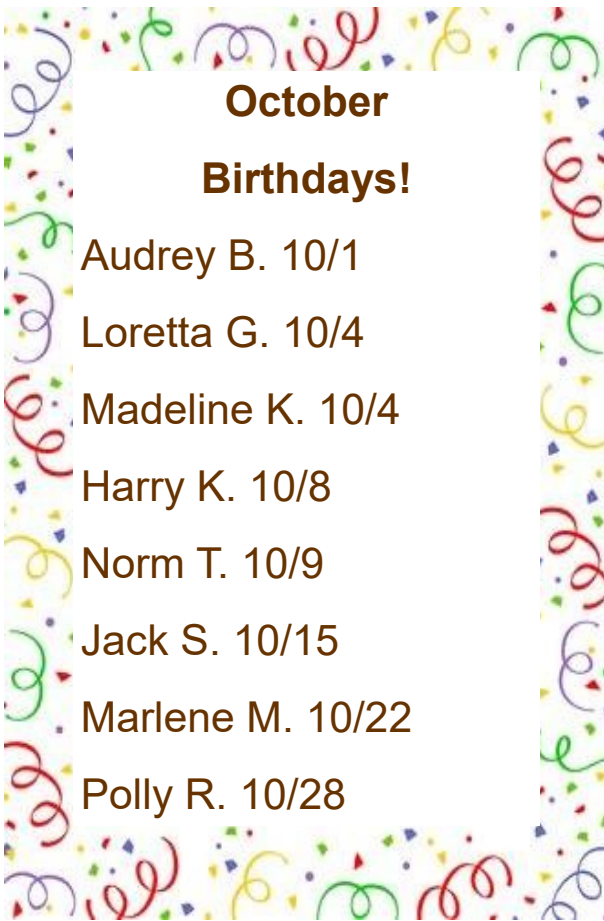 October
Birthdays!
Audrey B. 10/1
Loretta G. 10/4
Madeline K. 10/4
Harry K. 10/8
Norm T. 10/9
Jack S. 10/15
Marlene M. 10/22
Polly R. 10/28